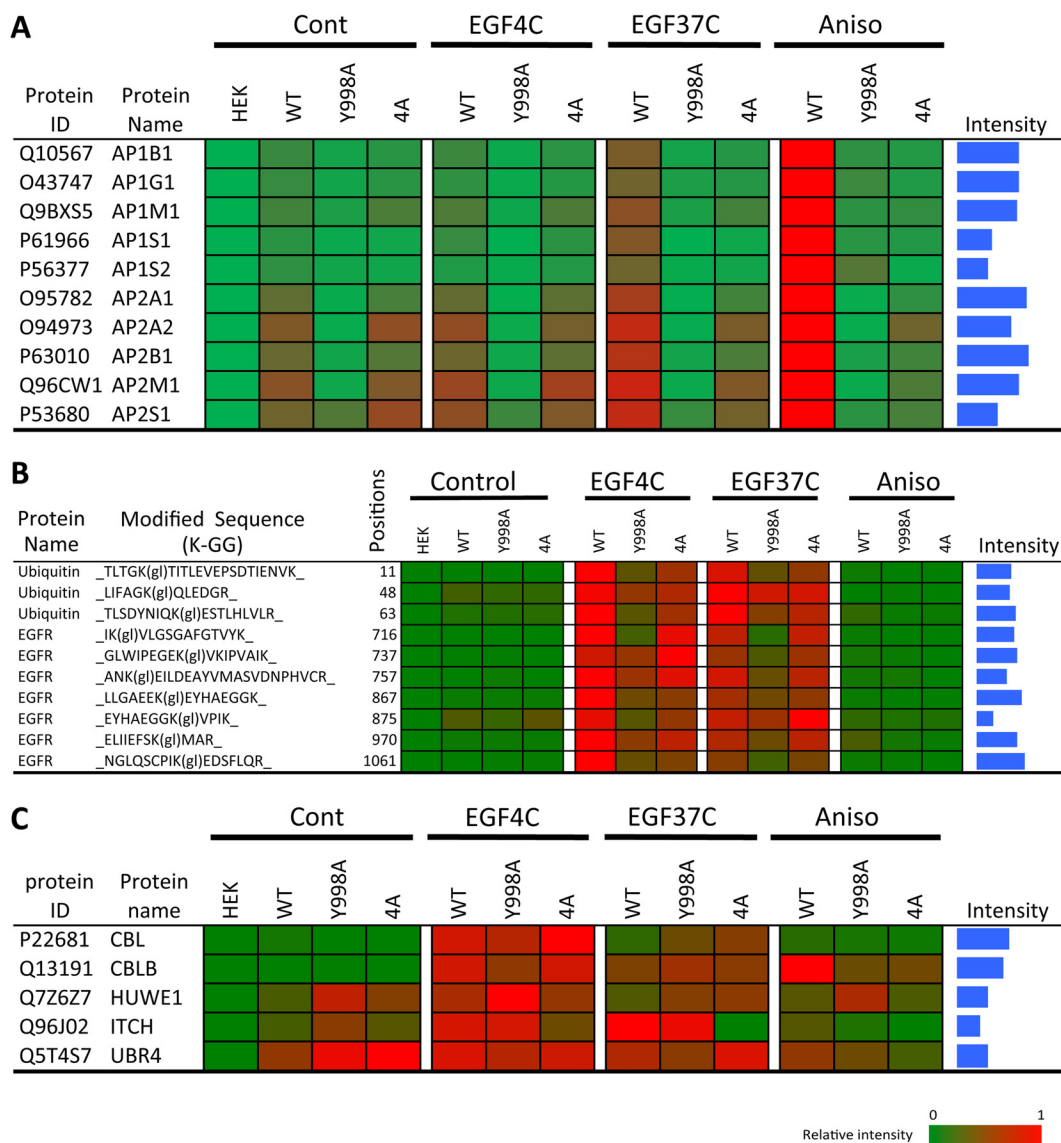 A
Cont EGF4C EGF37C Aniso
Protein ID Protein Name HEK WT Y998A 4A WT Y998A 4A WT Y998A 4A WT Y998A 4A Intensity
Q10567 AP1B1
O43747 AP1G1
Q9BXS5 AP1M1
P61966 AP1S1
P56377 AP1S2
O95782 AP2A1
O94973 AP2A2
P63010 AP2B1
Q96CW1 AP2M1
P53680 AP2S1
B
Control EGF4C EGF37C Aniso
Protein Name Modified Sequence (K-GG) Positions HEK WT Y998A 4A WT Y998A 4A WT Y998A 4A WT Y998A 4A Intensity
Ubiquitin _TLTGK(gl)TITLEVEPSDTIENVK_ 11
Ubiquitin _LIFAGK(gl)QLEDGR_ 48
Ubiquitin _TLSDYNIQK(gl)ESTLHLVLR_ 63
EGFR _IK(gl)VLGSGAFGTVYK_ 716
EGFR _GLWIPEGEK(gl)VKIPVAIK_ 737
EGFR _ANK(gl)EILDEAYVMASVDNPHVCR_ 757
EGFR _LLGAEEK(gl)EYHAEGGK_ 867
EGFR _EYHAEGGK(gl)VPIK_ 875
EGFR _ELIIEFSK(gl)MAR_ 970
EGFR _NGLQSCPIK(gl)EDSFLQR_ 1061
C
Cont EGF4C EGF37C Aniso
protein ID Protein name HEK WT Y998A 4A WT Y998A 4A WT Y998A 4A WT Y998A 4A Intensity
P22681 CBL
Q13191 CBLB
Q7Z6Z7 HUWE1
Q96J02 ITCH
Q5T4S7 UBR4
0 1
Relative intensity